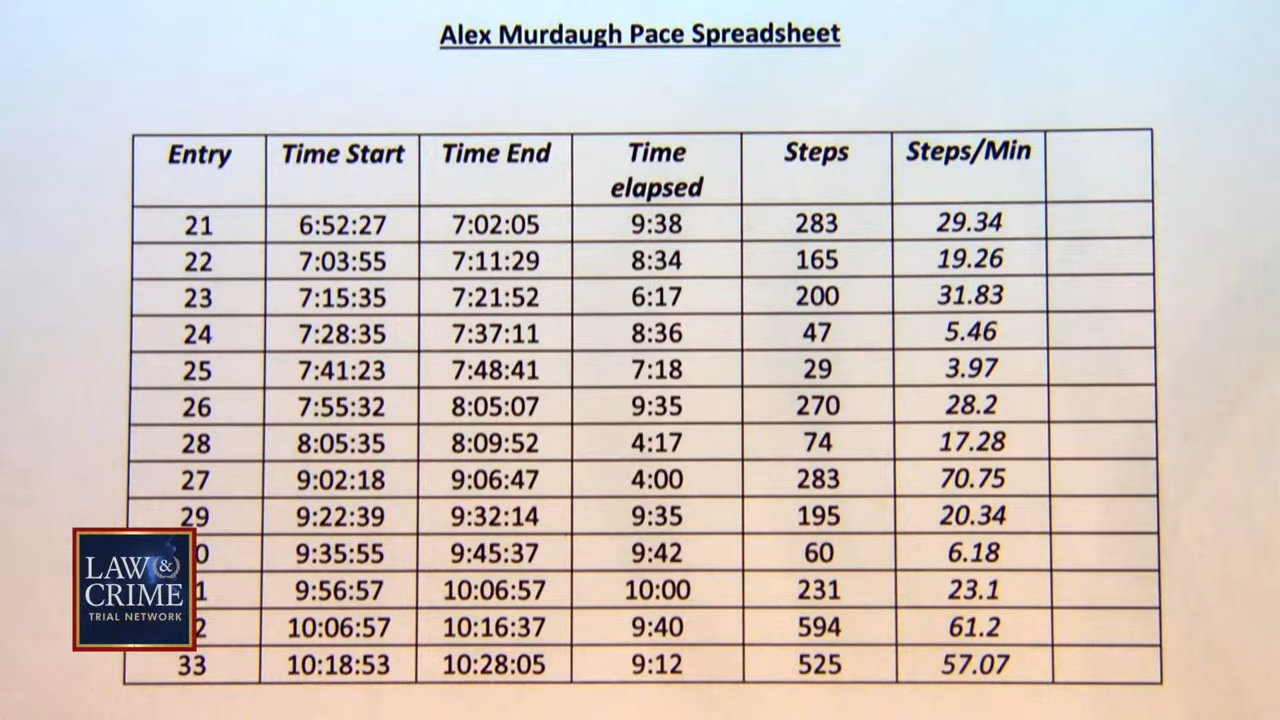 Alex Murdaugh Pace Spreadsheet
Entry Time Start Time End Time elapsed Steps Steps/Min
21 6:52:27 7:02:05 9:38 283 29.34
22 7:03:55 7:11:29 8:34 165 19.26
23 7:15:35 7:21:52 6:17 200 31.83
24 7:28:35 7:37:11 8:36 47 5.46
25 7:41:23 7:48:41 7:18 29 3.97
26 7:55:32 8:05:07 9:35 270 28.2
28 8:05:35 8:09:52 4:17 74 17.28
27 9:02:18 9:06:47 4:00 283 70.75
29 9:22:39 9:32:14 9:35 195 20.34
0 9:35:55 9:45:37 9:42 60 6.18
1 9:56:57 10:06:57 10:00 231 23.1
2 10:06:57 10:16:37 9:40 594 61.2
33 10:18:53 10:28:05 9:12 525 57.07
LAW &
CRIME
TRIAL NETWORK